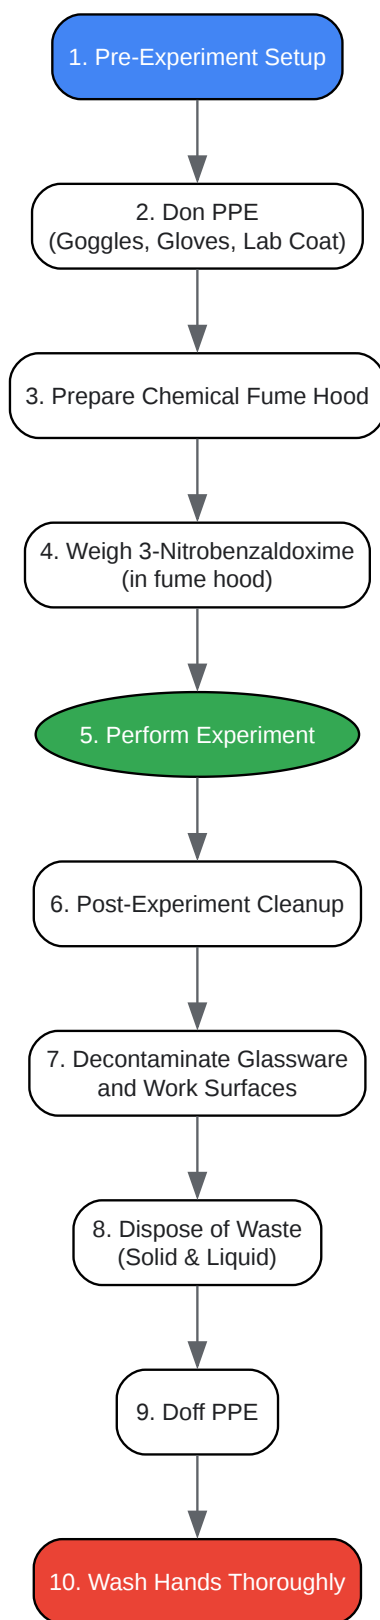 1. Pre-Experiment Setup
2. Don PPE
(Goggles, Gloves, Lab Coat)
3. Prepare Chemical Fume Hood
4. Weigh 3-Nitrobenzaldoxime
(in fume hood)
5. Perform Experiment
6. Post-Experiment Cleanup
7. Decontaminate Glassware
and Work Surfaces
8. Dispose of Waste
(Solid & Liquid)
9. Doff PPE
10. Wash Hands Thoroughly